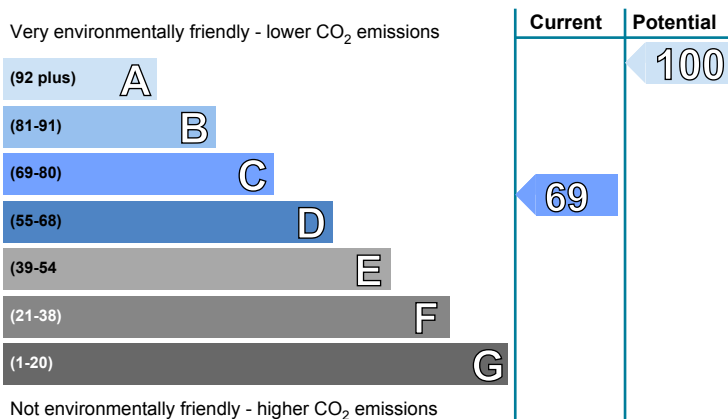 Current Potential
Very environmentally friendly - lower CO2 emissions
100
(92 plus) A
(81-91) B
(69-80) C
69
(55-68) D
(39-54 E
(21-38) F
(1-20) G
Not environmentally friendly - higher CO2 emissions